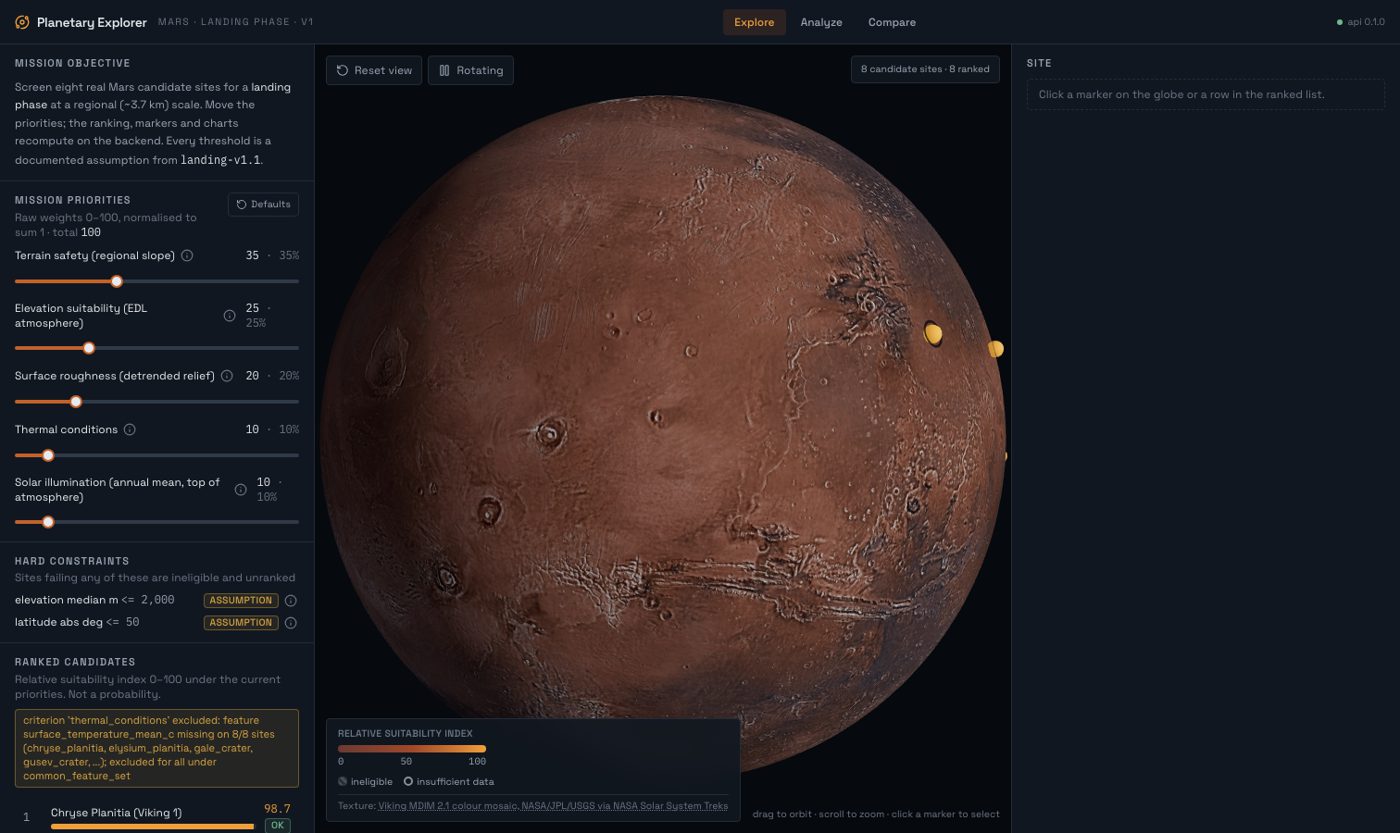 Planetary Explorer MARS · LANDING PHASE · V1
Explore Analyze Compare
api 0.1.0
MISSION OBJECTIVE
Screen eight real Mars candidate sites for a landing
phase at a regional (~3.7 km) scale. Move the
priorities; the ranking, markers and charts
recompute on the backend. Every threshold is a
documented assumption from landing-v1.1.
MISSION PRIORITIES
Defaults
Raw weights 0–100, normalised to
sum 1 · total 100
Terrain safety (regional slope) 35 · 35%
Elevation suitability (EDL
atmosphere)
25 ·
25%
Surface roughness (detrended relief) 20 · 20%
Thermal conditions 10 · 10%
Solar illumination (annual mean, top of
atmosphere)
10 ·
10%
HARD CONSTRAINTS
Sites failing any of these are ineligible and unranked
elevation median m <= 2,000 ASSUMPTION
latitude abs deg <= 50 ASSUMPTION
RANKED CANDIDATES
Relative suitability index 0–100 under the current
priorities. Not a probability.
criterion 'thermal_conditions' excluded: feature
surface_temperature_mean_c missing on 8/8 sites
(chryse_planitia, elysium_planitia, gale_crater,
gusev_crater, ...); excluded for all under
common_feature_set
1 Chryse Planitia (Viking 1) 98.7
OK
Reset view Rotating
8 candidate sites · 8 ranked
RELATIVE SUITABILITY INDEX
0 50 100
ineligible insufficient data
Texture: Viking MDIM 2.1 colour mosaic, NASA/JPL/USGS via NASA Solar System Treks
drag to orbit · scroll to zoom · click a marker to select
SITE
Click a marker on the globe or a row in the ranked list.